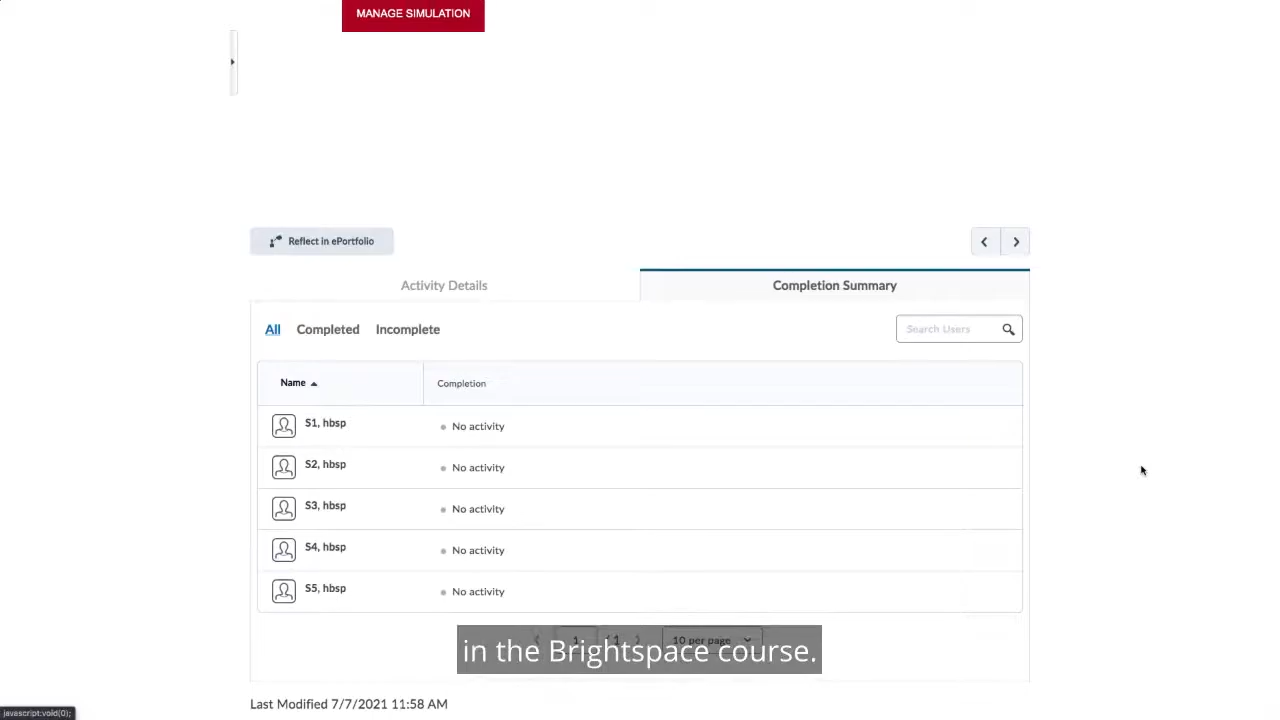 MANAGE SIMULATION
Reflect in ePortfolio
Activity Details
Completion Summary
All Completed Incomplete
Search Users
Name Completion
S1, hbsp No activity
S2, hbsp No activity
S3, hbsp No activity
S4, hbsp No activity
S5, hbsp No activity
1 / 1 10 per page
in the Brightspace course.
Last Modified 7/7/2021 11:58 AM
javascript:void(0);